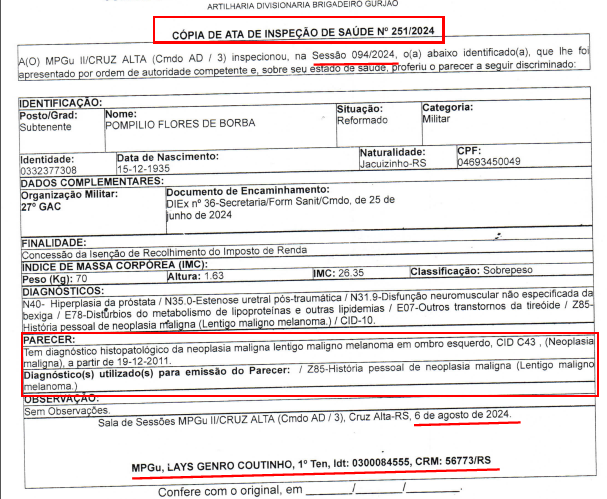 ARTILHARIA DIVISIONARIA BRIGADEIRO GURJÃO
CÓPIA DE ATA DE INSPEÇÃO DE SAÚDE Nº 251/2024
A(O) MPGu II/CRUZ ALTA (Cmdo AD / 3) inspecionou, na Sessão 094/2024, o(a) abaixo identificado(a), que lhe foi
apresentado por ordem de autoridade competente e, sobre seu estado de saúde, proferiu o parecer a seguir discriminado:
IDENTIFICAÇÃO:
Posto/Grad: Nome: Situação: Categoria:
Subtenente POMPILIO FLORES DE BORBA Reformado Militar
Identidade: Data de Nascimento: Naturalidade: CPF:
0332377308 15-12-1935 Jacuizinho-RS 04693450049
DADOS COMPLEMENTARES:
Organização Militar: Documento de Encaminhamento:
27º GAC DIEx nº 36-Secretaria/Form Sanit/Cmdo, de 25 de
junho de 2024
FINALIDADE:
Concessão da Isenção de Recolhimento do Imposto de Renda
ÍNDICE DE MASSA CORPÓREA (IMC):
Peso (Kg): 70 Altura: 1.63 IMC: 26.35 Classificação: Sobrepeso
DIAGNÓSTICOS:
N40- Hiperplasia da próstata / N35.0-Estenose uretral pós-traumática / N31.9-Disfunção neuromuscular não especificada da
bexiga / E78-Distúrbios do metabolismo de lipoproteínas e outras lipidemias / E07-Outros transtornos da tireóide / Z85-
História pessoal de neoplasia maligna (Lentigo maligno melanoma.) / CID-10.
PARECER:
Tem diagnóstico histopatológico da neoplasia maligna lentigo maligno melanoma em ombro esquerdo, CID C43 , (Neoplasia
maligna), a partir de 19-12-2011.
Diagnóstico(s) utilizado(s) para emissão do Parecer: / Z85-História pessoal de neoplasia maligna (Lentigo maligno
melanoma.)
OBSERVAÇÃO:
Sem Observações.
Sala de Sessões MPGu II/CRUZ ALTA (Cmdo AD / 3), Cruz Alta-RS, 6 de agosto de 2024.
MPGu, LAYS GENRO COUTINHO, 1º Ten, Idt: 0300084555, CRM: 56773/RS
Confere com o original, em ______/______/______